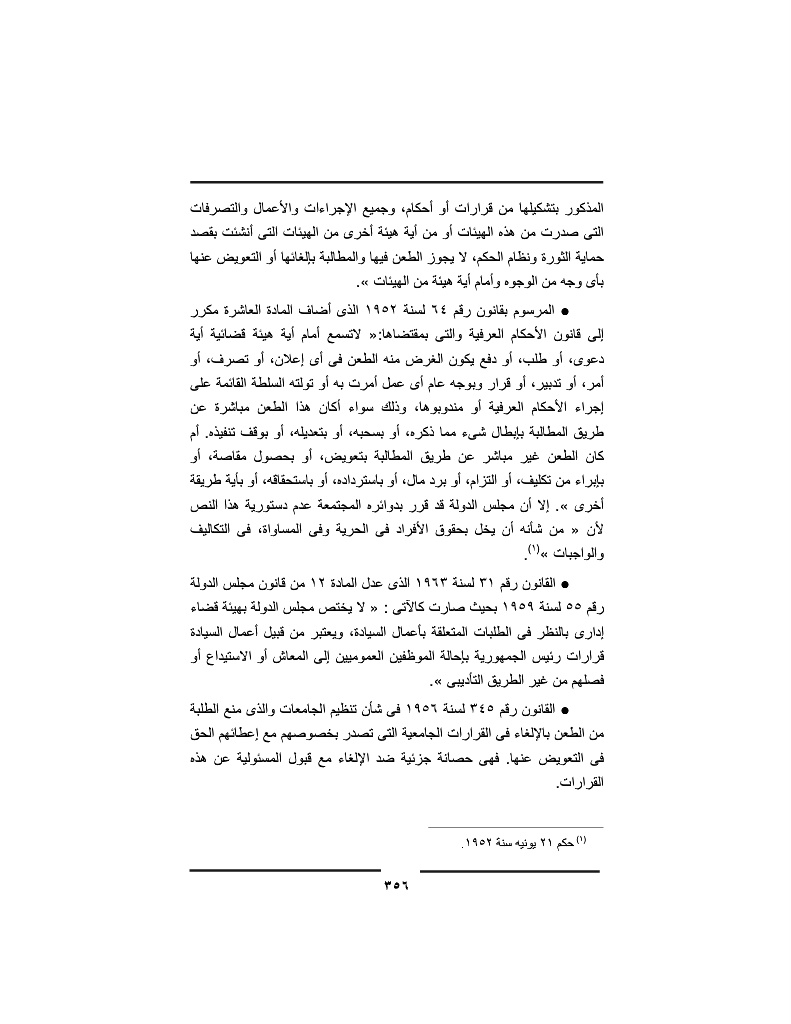 المذكور بتشكيلها من قرارات أو أحكام، وجميع الإجراءات والأعمال والتصرفات
التى صدرت من هذه الهيئات أو من أية هيئة أخرى من الهيئات التى أنشئت بقصد
حماية الثورة ونظام الحكم، لا يجوز الطعن فيها والمطالبة بإلغائها أو التعويض عنها
بأى وجه من الوجوه وأمام أية هيئة من الهيئات ».
● المرسوم بقانون رقم ٦٤ لسنة ١٩٥٢ الذى أضاف المادة العاشرة مكرر
إلى قانون الأحكام العرفية والتى بمقتضاها:« لاتسمع أمام أية هيئة قضائية أية
دعوى، أو طلب، أو دفع يكون الغرض منه الطعن فى أى إعلان، أو تصرف، أو
أمر، أو تدبير، أو قرار وبوجه عام أى عمل أمرت به أو تولته السلطة القائمة على
إجراء الأحكام العرفية أو مندوبوها، وذلك سواء أكان هذا الطعن مباشرة عن
طريق المطالبة بإبطال شىء مما ذكره، أو بسحبه، أو بتعديله، أو بوقف تنفيذه. أم
كان الطعن غير مباشر عن طريق المطالبة بتعويض، أو بحصول مقاصة، أو
بإبراء من تكليف، أو التزام، أو برد مال، أو باسترداده، أو باستحقاقه، أو بأية طريقة
أخرى ». إلا أن مجلس الدولة قد قرر بدوائره المجتمعة عدم دستورية هذا النص
لأن « من شأنه أن يخل بحقوق الأفراد فى الحرية وفى المساواة، فى التكاليف
والواجبات »(١).
● القانون رقم ٣١ لسنة ١٩٦٣ الذى عدل المادة ١٢ من قانون مجلس الدولة
رقم ٥٥ لسنة ١٩٥٩ بحيث صارت كالآتى : « لا يختص مجلس الدولة بهيئة قضاء
إدارى بالنظر فى الطلبات المتعلقة بأعمال السيادة، ويعتبر من قبيل أعمال السيادة
قرارات رئيس الجمهورية بإحالة الموظفين العموميين إلى المعاش أو الاستيداع أو
فصلهم من غير الطريق التأديبى ».
● القانون رقم ٣٤٥ لسنة ١٩٥٦ فى شأن تنظيم الجامعات والذى منع الطلبة
من الطعن بالإلغاء فى القرارات الجامعية التى تصدر بخصوصهم مع إعطائهم الحق
فى التعويض عنها. فهى حصانة جزئية ضد الإلغاء مع قبول المسئولية عن هذه
القرارات.
(١) حكم ٢١ يونيه سنة ١٩٥٢.
٣٥٦